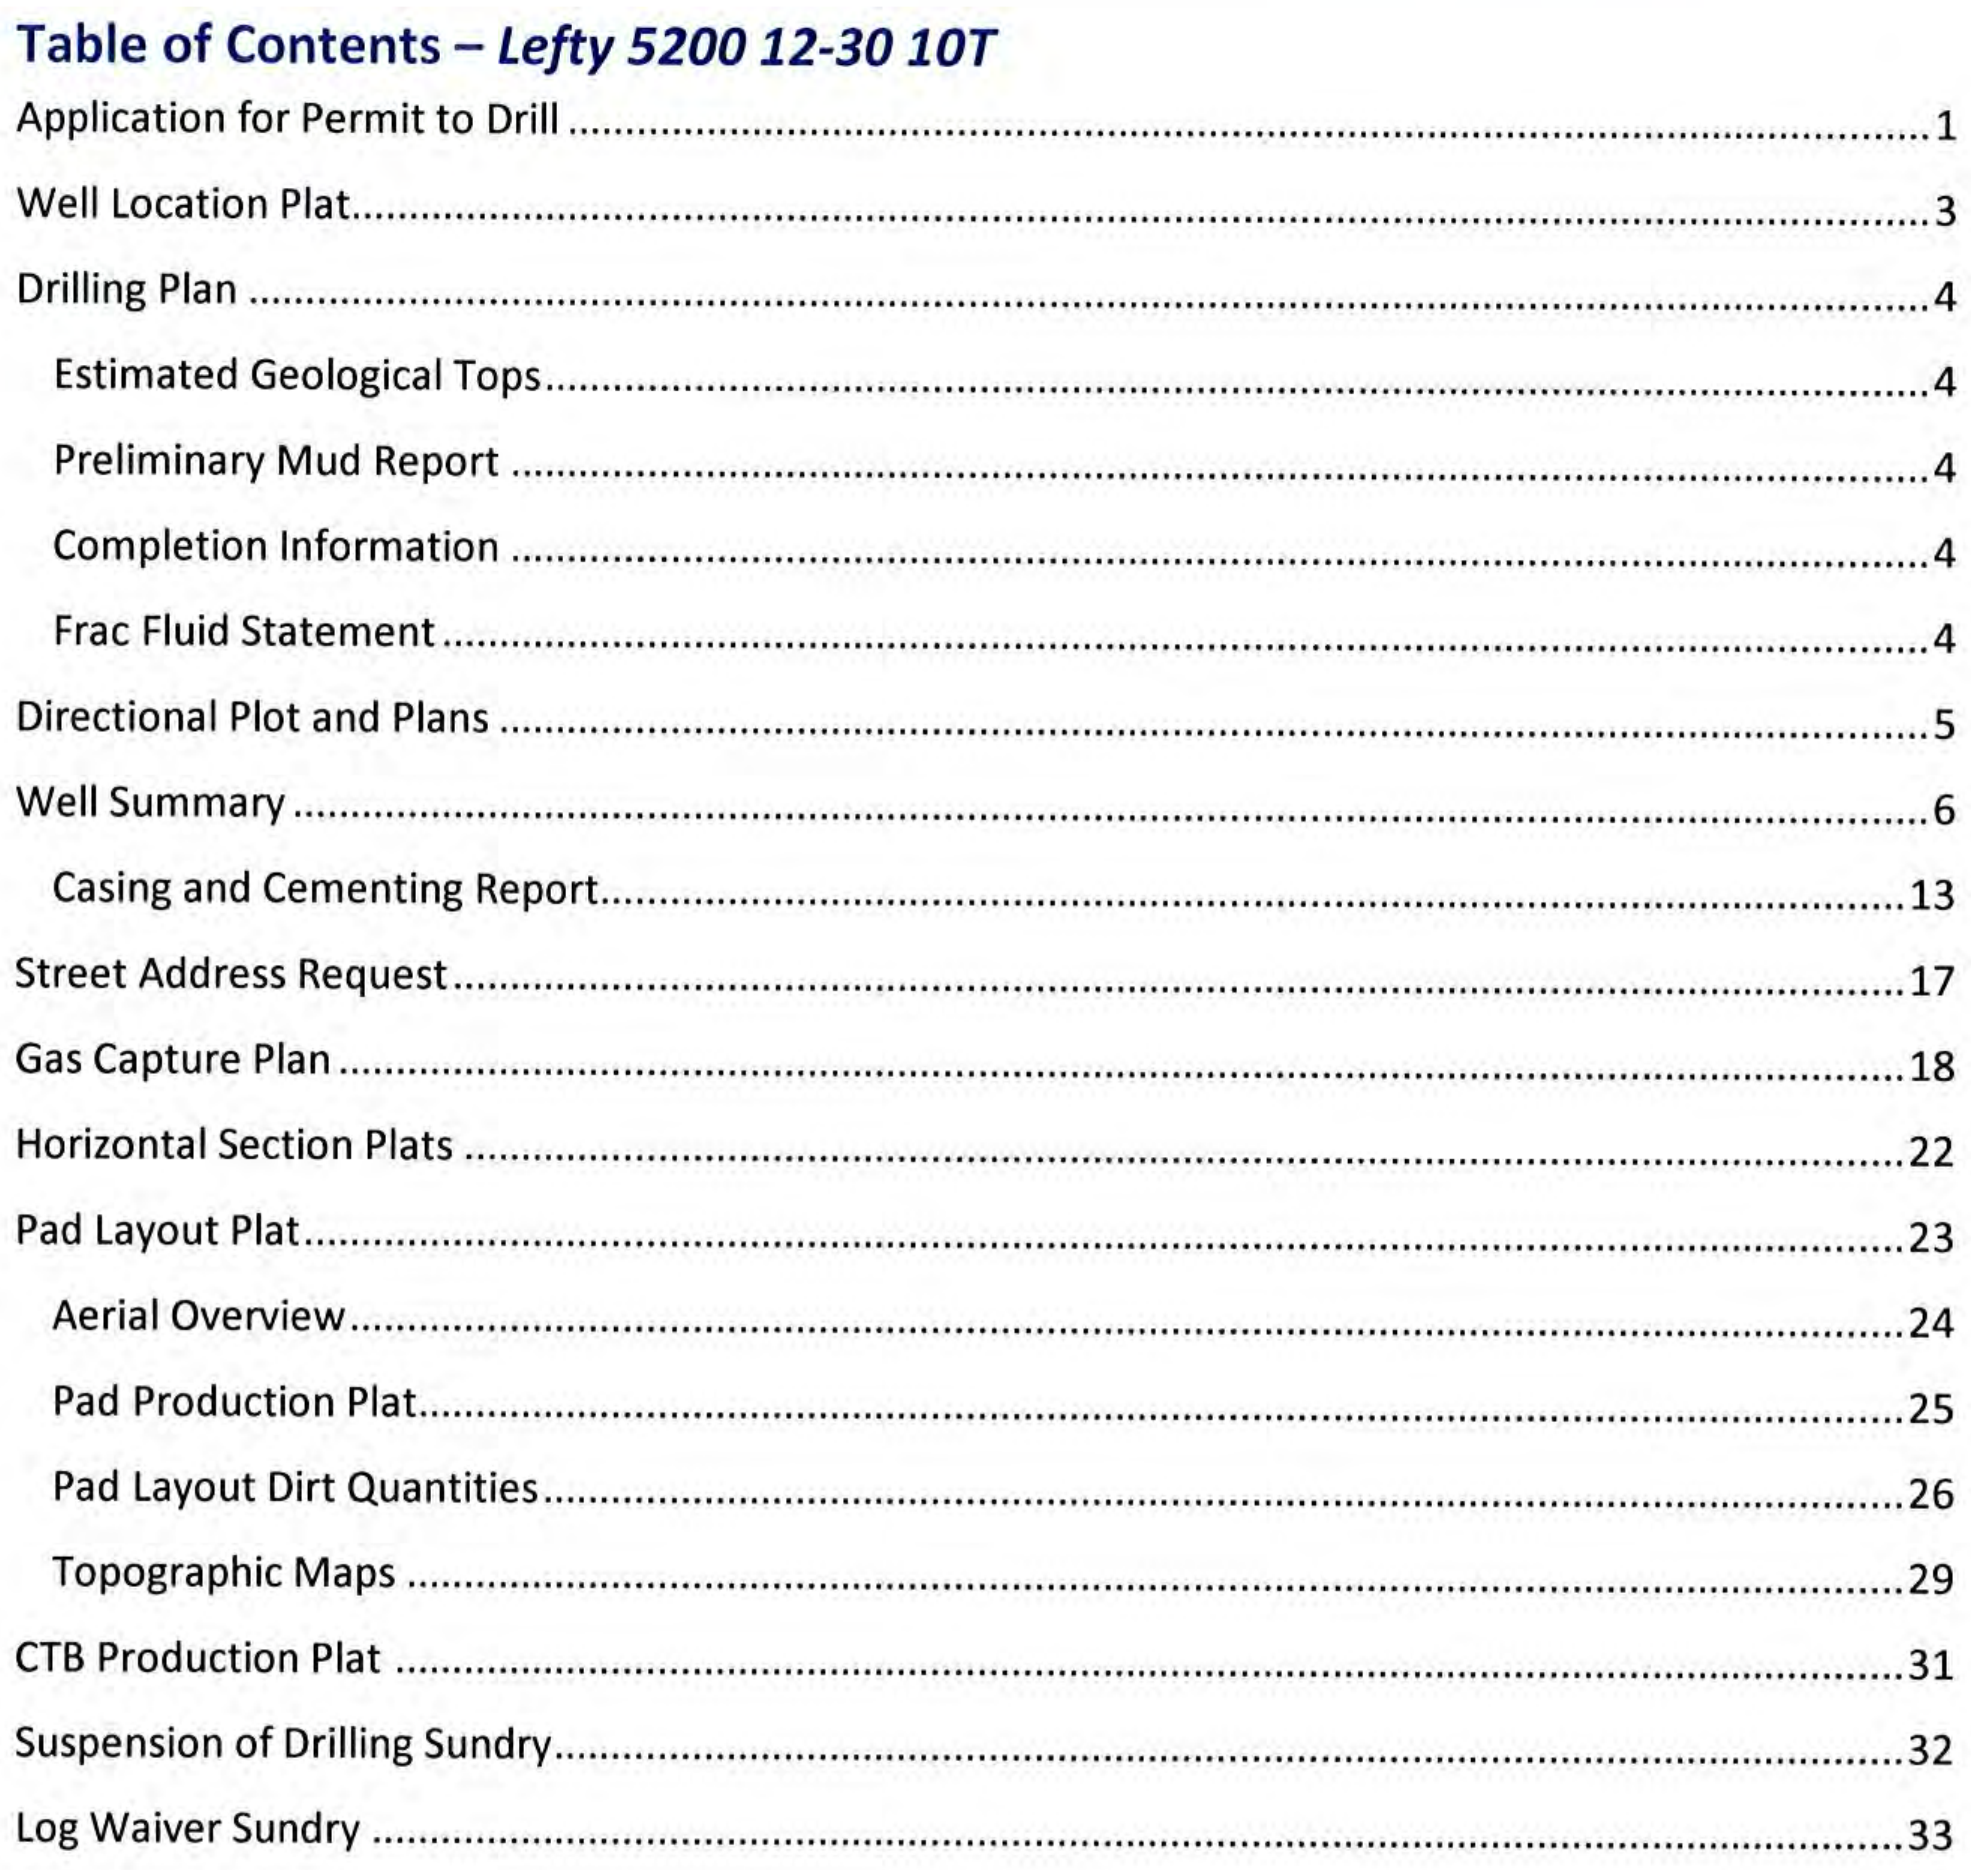 Table of Contents – Lefty 5200 12-30 10T
Application for Permit to Drill ........................................................................ 1
Well Location Plat........................................................................ 3
Drilling Plan ........................................................................ 4
Estimated Geological Tops........................................................................ 4
Preliminary Mud Report ........................................................................ 4
Completion Information ........................................................................ 4
Frac Fluid Statement ........................................................................ 4
Directional Plot and Plans ........................................................................ 5
Well Summary ........................................................................ 6
Casing and Cementing Report........................................................................ 13
Street Address Request........................................................................ 17
Gas Capture Plan ........................................................................ 18
Horizontal Section Plats ........................................................................ 22
Pad Layout Plat........................................................................ 23
Aerial Overview........................................................................ 24
Pad Production Plat........................................................................ 25
Pad Layout Dirt Quantities........................................................................ 26
Topographic Maps ........................................................................ 29
CTB Production Plat ........................................................................ 31
Suspension of Drilling Sundry........................................................................ 32
Log Waiver Sundry ........................................................................ 33